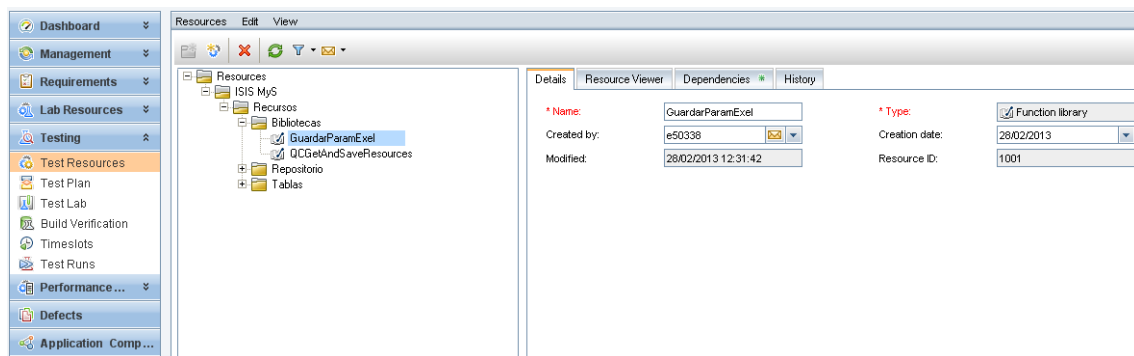 Resources Edit View
Dashboard
Management
Requirements
Lab Resources
Testing
Test Resources
Test Plan
Test Lab
Build Verification
Timeslots
Test Runs
Performance...
Defects
Application Comp...
Resources
ISIS MyS
Recursos
Bibliotecas
GuardarParamExel
QCGetAndSaveResources
Repositorio
Tablas
Details Resource Viewer Dependencies * History
* Name: GuardarParamExel * Type: Function library
Created by: e50338 Creation date: 28/02/2013
Modified: 28/02/2013 12:31:42 Resource ID: 1001